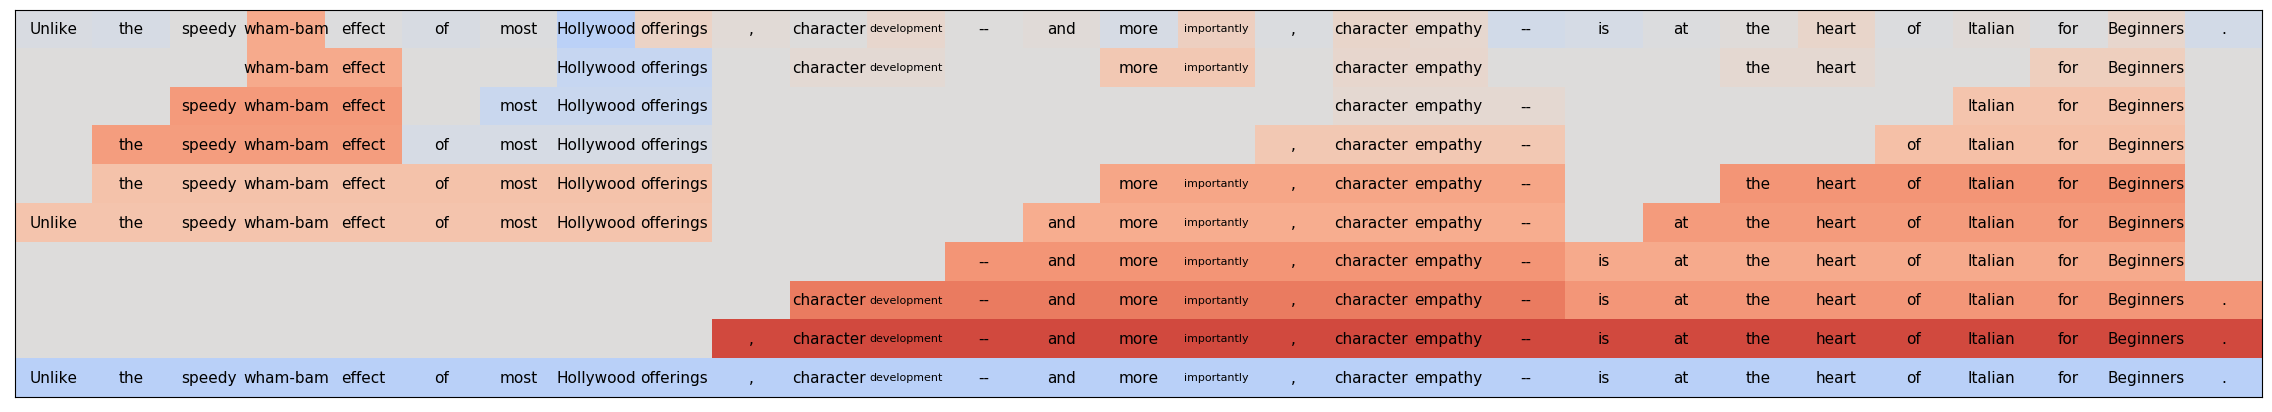 Unlike the speedy wham-bam effect of most Hollywood offerings , character development -- and more importantly , character empathy -- is at the heart of Italian for Beginners .
wham-bam effect Hollywood offerings character development more importantly character empathy the heart for Beginners
speedy wham-bam effect most Hollywood offerings character empathy -- Italian for Beginners
the speedy wham-bam effect of most Hollywood offerings , character empathy -- of Italian for Beginners
the speedy wham-bam effect of most Hollywood offerings more importantly , character empathy -- the heart of Italian for Beginners
Unlike the speedy wham-bam effect of most Hollywood offerings and more importantly , character empathy -- at the heart of Italian for Beginners
-- and more importantly , character empathy -- is at the heart of Italian for Beginners
character development -- and more importantly , character empathy -- is at the heart of Italian for Beginners .
, character development -- and more importantly , character empathy -- is at the heart of Italian for Beginners .
Unlike the speedy wham-bam effect of most Hollywood offerings , character development -- and more importantly , character empathy -- is at the heart of Italian for Beginners .